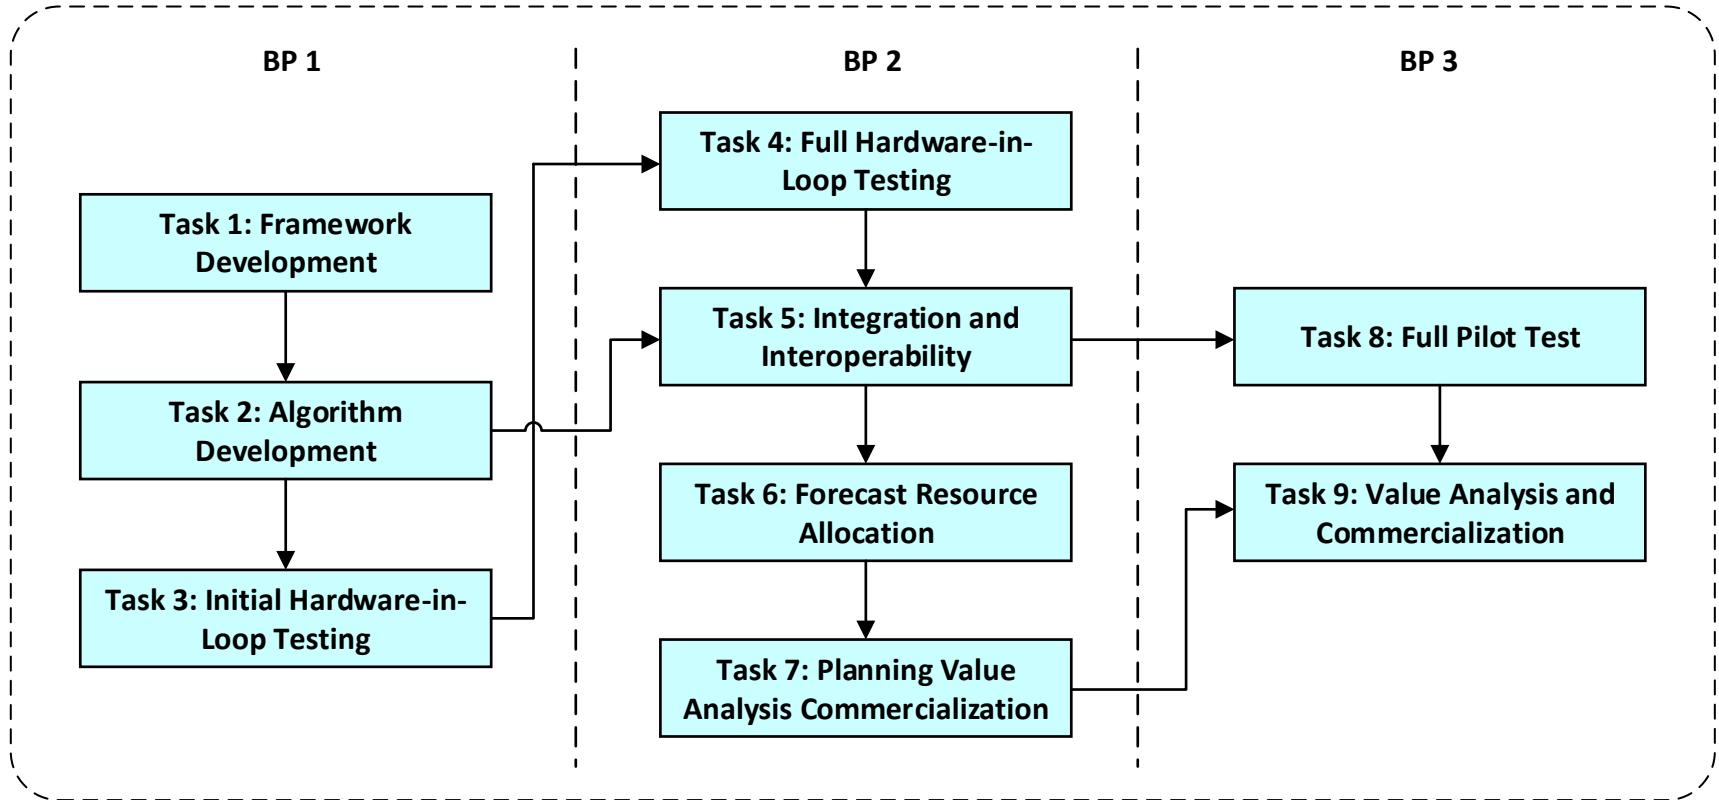 BP 1
BP 2
BP 3
Task 1: Framework
Development
Task 2: Algorithm
Development
Task 3: Initial Hardware-in-
Loop Testing
Task 4: Full Hardware-in-
Loop Testing
Task 5: Integration and
Interoperability
Task 6: Forecast Resource
Allocation
Task 7: Planning Value
Analysis Commercialization
Task 8: Full Pilot Test
Task 9: Value Analysis and
Commercialization